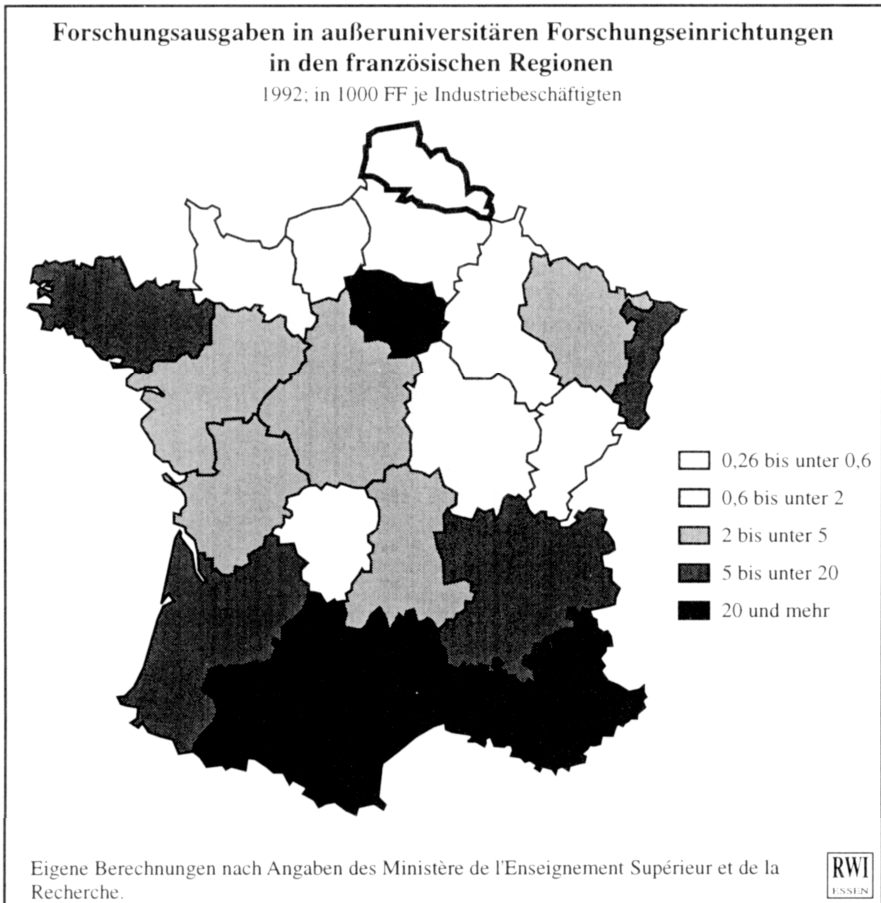 Forschungsausgaben in außeruniversitären Forschungseinrichtungen
in den französischen Regionen
1992; in 1000 FF je Industriebeschäftigten
0,26 bis unter 0,6
0,6 bis unter 2
2 bis unter 5
5 bis unter 20
20 und mehr
Eigene Berechnungen nach Angaben des Ministère de l'Enseignement Supérieur et de la
Recherche.
RWI
ESSEN